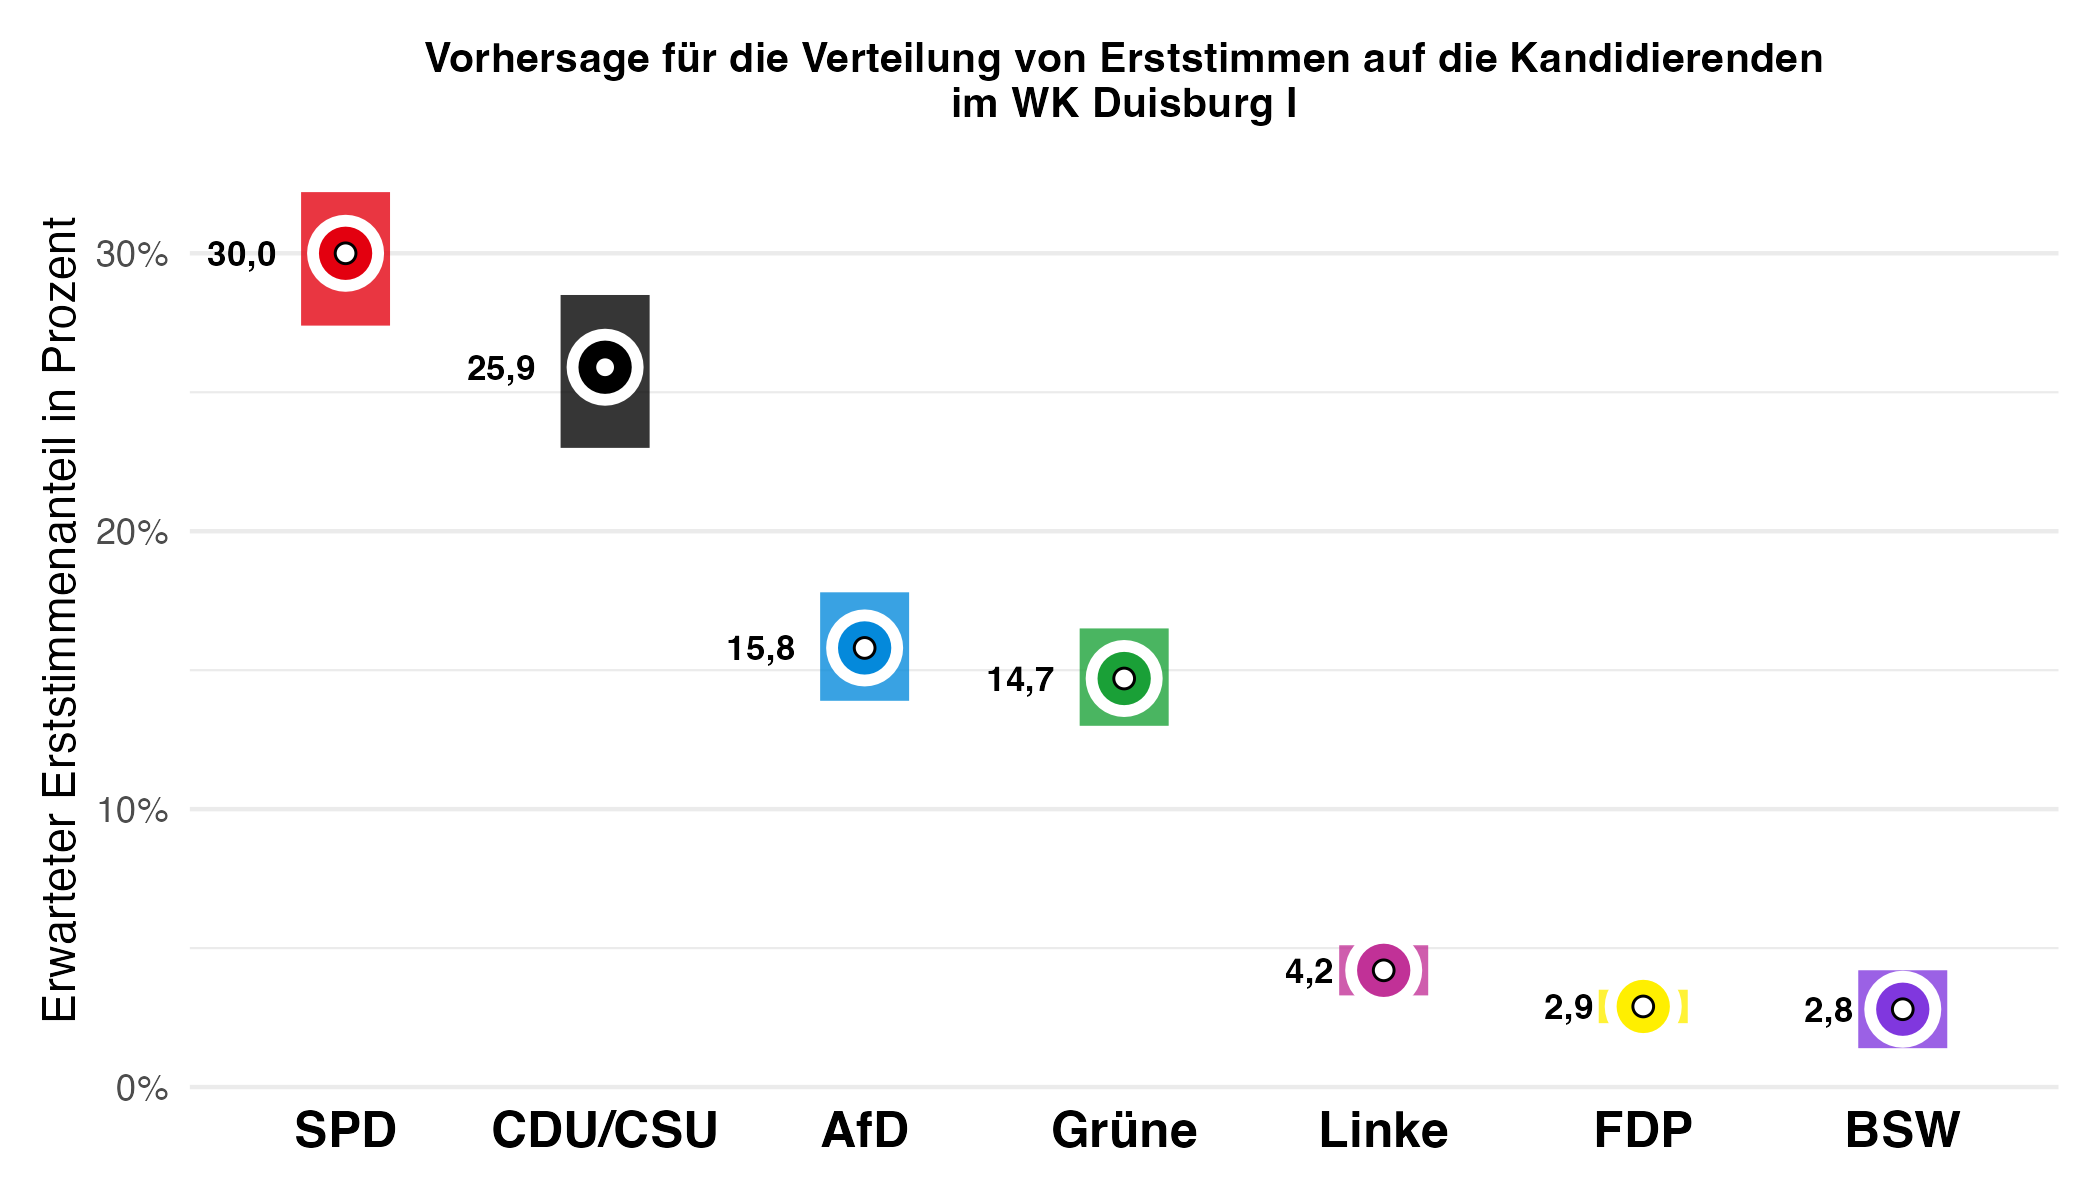 Vorhersage für die Verteilung von Erststimmen auf die Kandidierenden
im WK Duisburg I
Erwarteter Erststimmenanteil in Prozent
30%
20%
10%
0%
30,0
25,9
15,8
14,7
4,2
2,9
2,8
SPD
CDU/CSU
AfD
Grüne
Linke
FDP
BSW